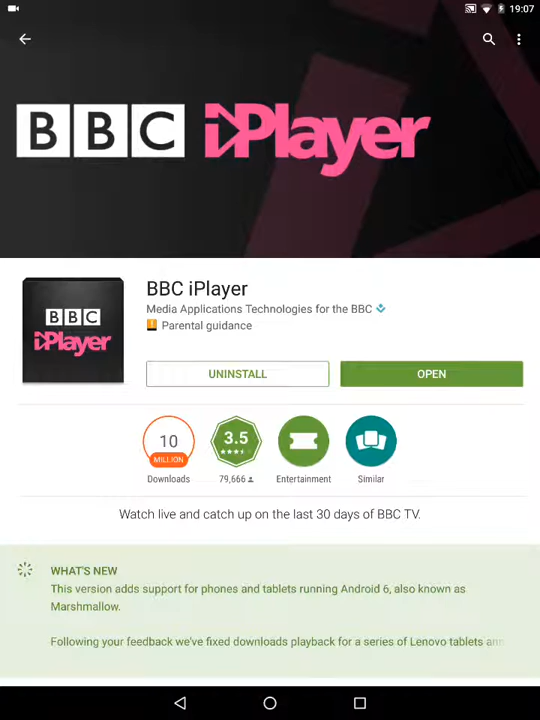 19:07
BBC iPlayer
BBC
iPlayer
BBC iPlayer
Media Applications Technologies for the BBC
Parental guidance
UNINSTALL
OPEN
10
MILLION
3.5
Downloads
79,666
Entertainment
Similar
Watch live and catch up on the last 30 days of BBC TV.
WHAT'S NEW
This version adds support for phones and tablets running Android 6, also known as
Marshmallow.
Following your feedback we've fixed downloads playback for a series of Lenovo tablets